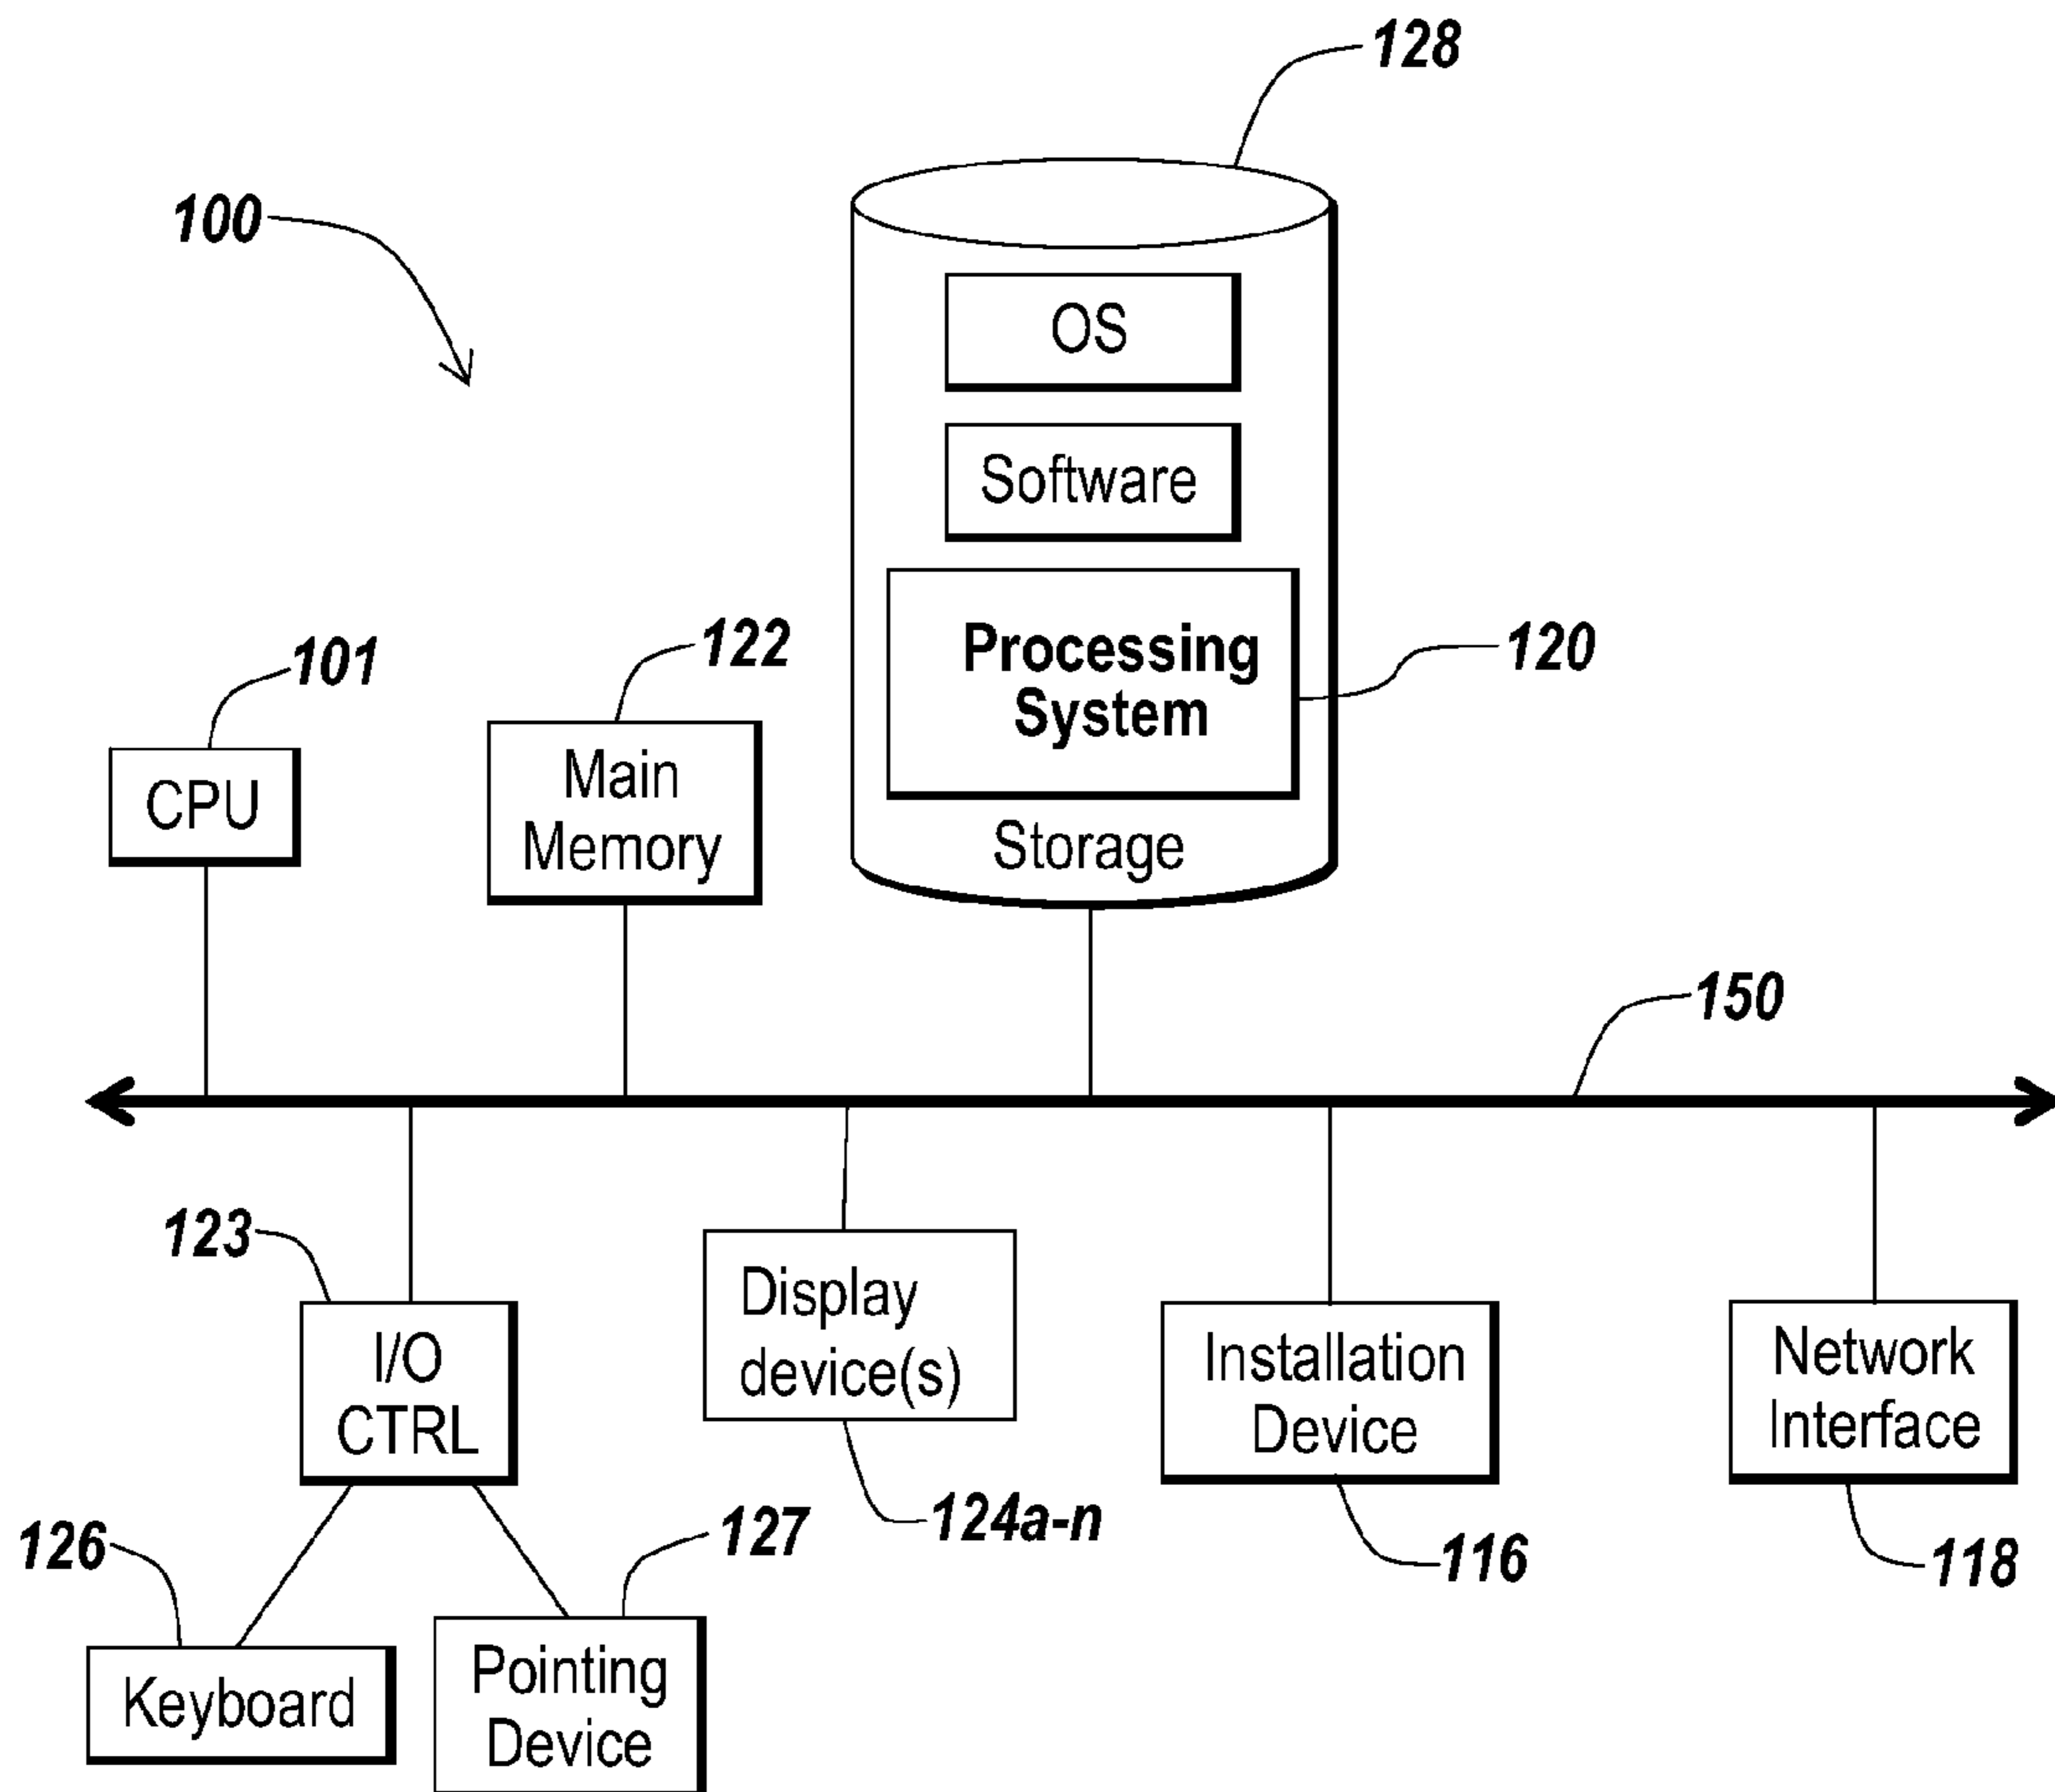 128
100
OS
Software
Processing
System
120
Storage
101
122
CPU
Main
Memory
150
123
I/O
CTRL
Display
device(s)
Installation
Device
Network
Interface
126
127
124a-n
116
118
Keyboard
Pointing
Device